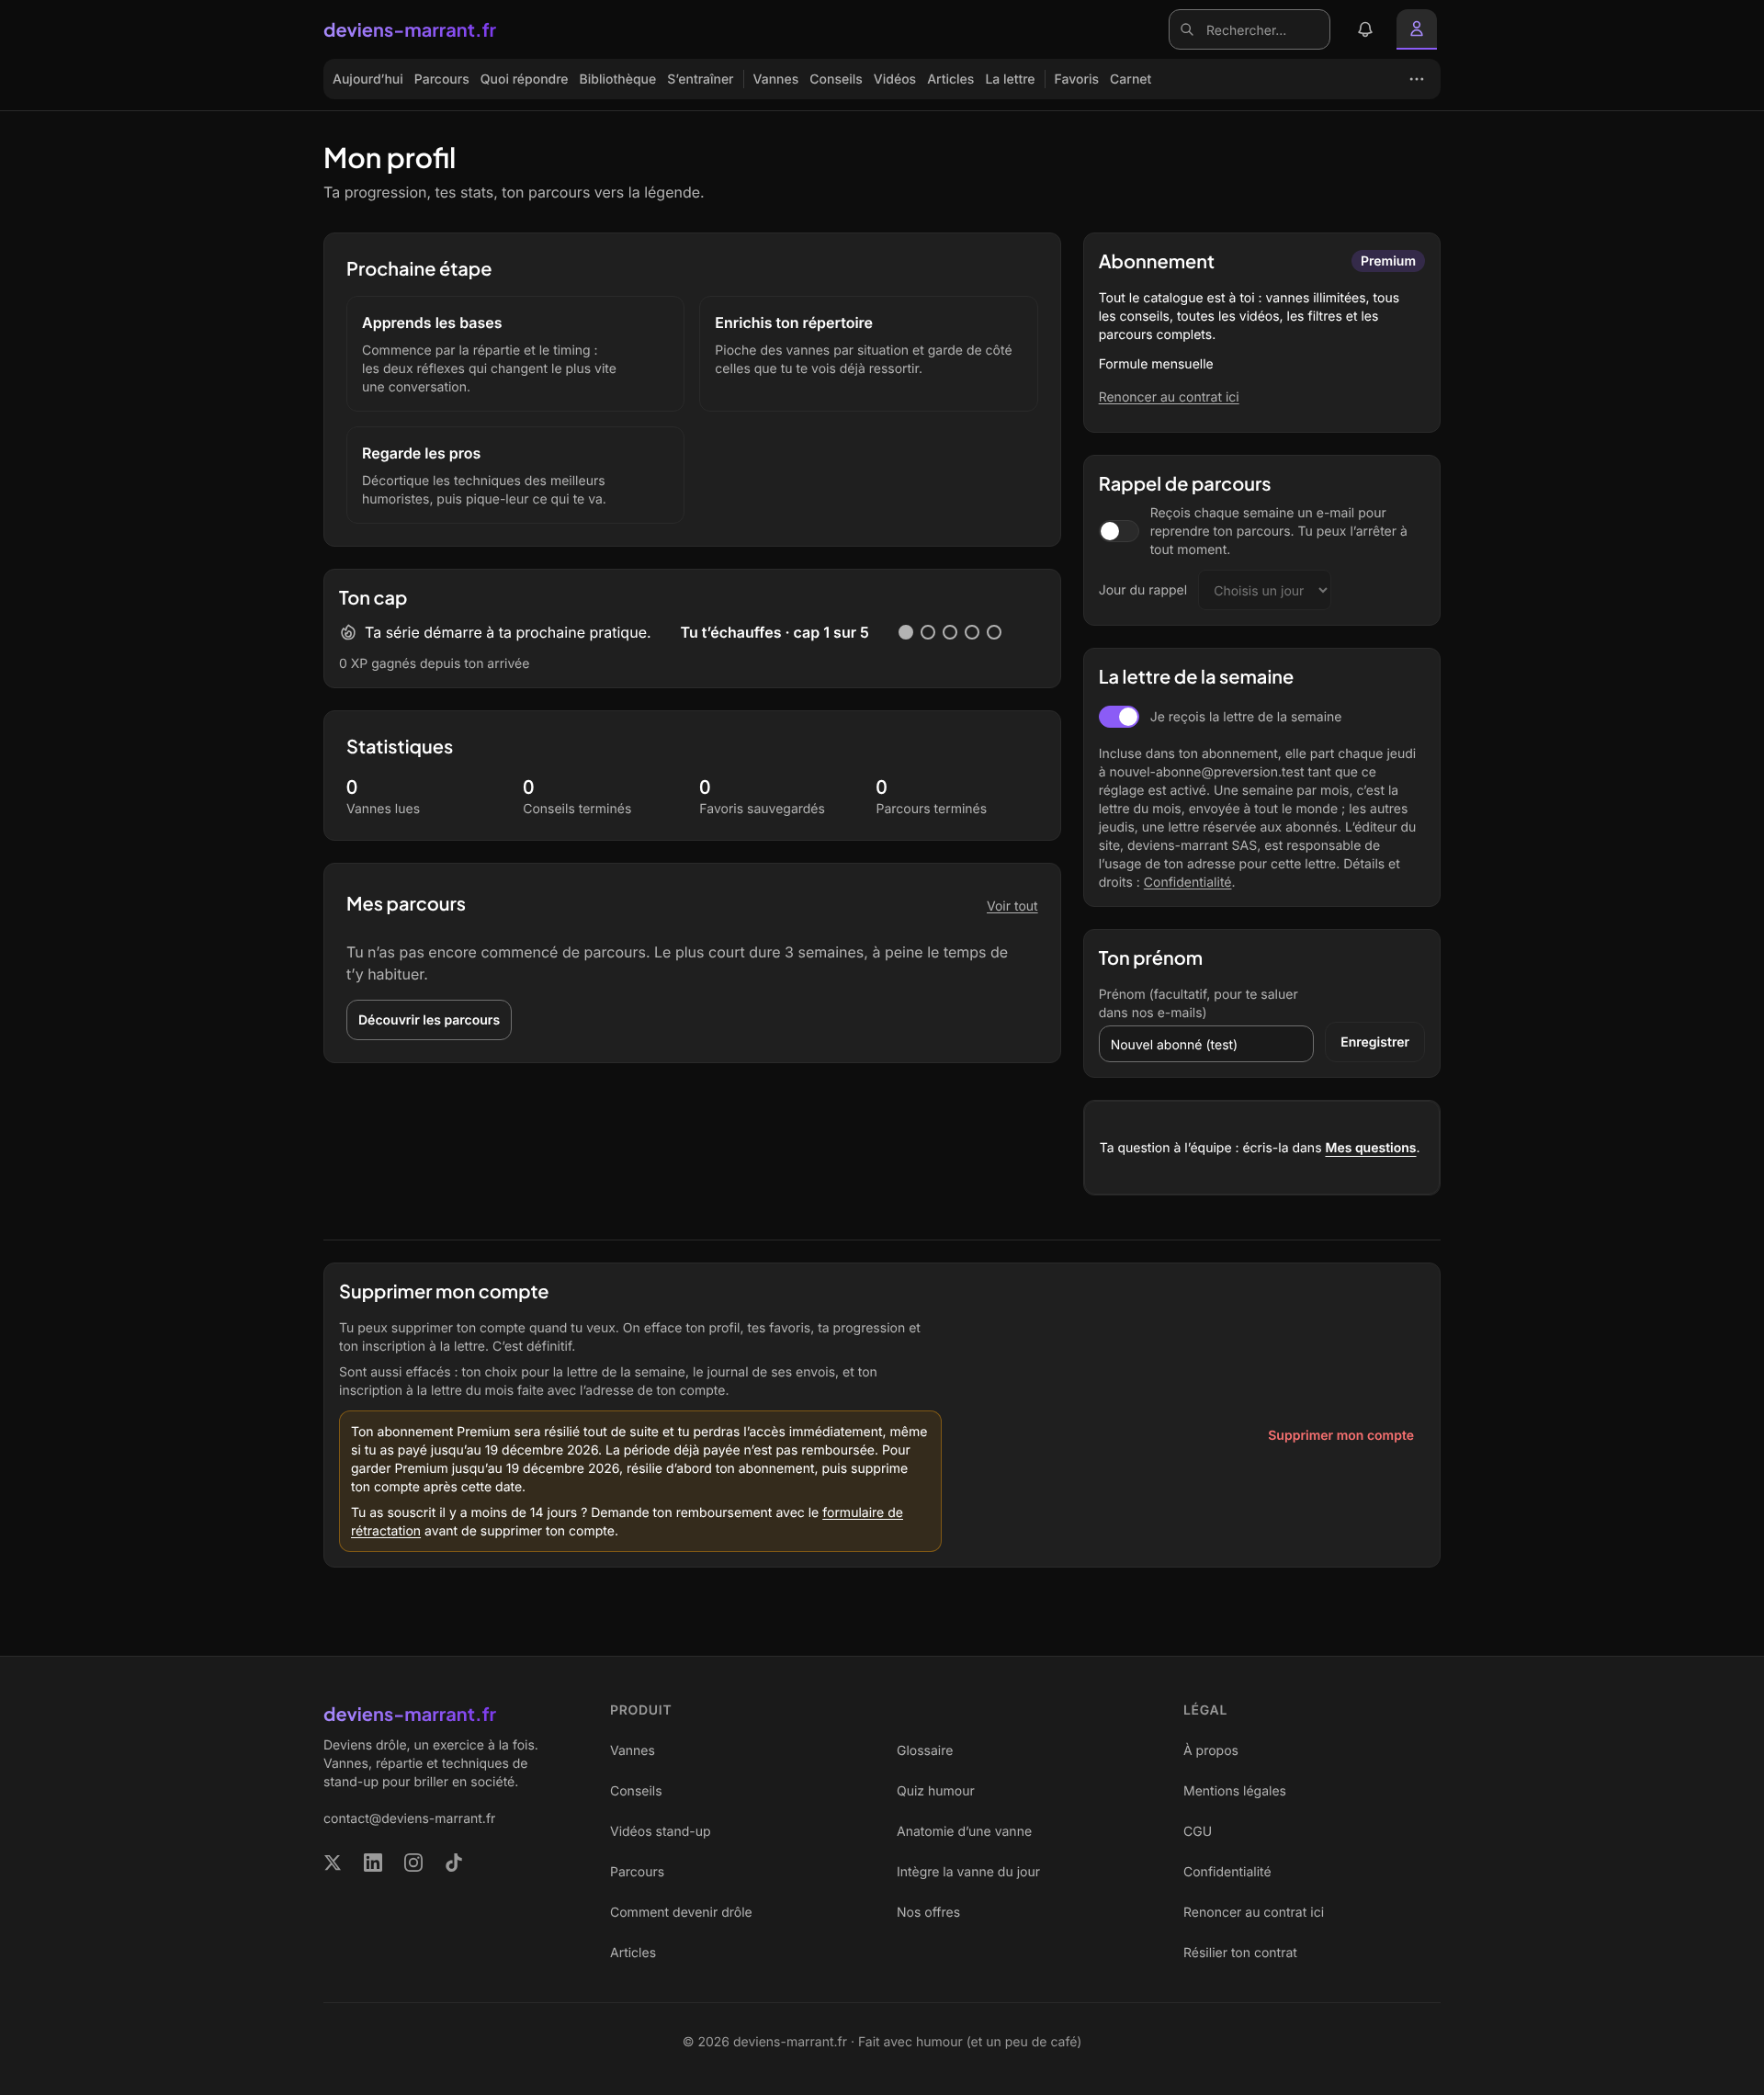 deviens-marrant.fr
Rechercher...
Aujourd’hui Parcours Quoi répondre Bibliothèque S’entraîner Vannes Conseils Vidéos Articles La lettre Favoris Carnet
Mon profil
Ta progression, tes stats, ton parcours vers la légende.
Prochaine étape
Apprends les bases
Commence par la répartie et le timing :
les deux réflexes qui changent le plus vite
une conversation.
Enrichis ton répertoire
Pioche des vannes par situation et garde de côté
celles que tu te vois déjà ressortir.
Regarde les pros
Décortique les techniques des meilleurs
humoristes, puis pique-leur ce qui te va.
Ton cap
Ta série démarre à ta prochaine pratique. Tu t’échauffes · cap 1 sur 5
0 XP gagnés depuis ton arrivée
Statistiques
0 0 0 0
Vannes lues Conseils terminés Favoris sauvegardés Parcours terminés
Mes parcours Voir tout
Tu n’as pas encore commencé de parcours. Le plus court dure 3 semaines, à peine le temps de
t’y habituer.
Découvrir les parcours
Abonnement Premium
Tout le catalogue est à toi : vannes illimitées, tous
les conseils, toutes les vidéos, les filtres et les
parcours complets.
Formule mensuelle
Renoncer au contrat ici
Rappel de parcours
Reçois chaque semaine un e-mail pour
reprendre ton parcours. Tu peux l’arrêter à
tout moment.
Jour du rappel Choisis un jour
La lettre de la semaine
Je reçois la lettre de la semaine
Incluse dans ton abonnement, elle part chaque jeudi
à nouvel-abonne@preversion.test tant que ce
réglage est activé. Une semaine par mois, c’est la
lettre du mois, envoyée à tout le monde ; les autres
jeudis, une lettre réservée aux abonnés. L’éditeur du
site, deviens-marrant SAS, est responsable de
l’usage de ton adresse pour cette lettre. Détails et
droits : Confidentialité.
Ton prénom
Prénom (facultatif, pour te saluer
dans nos e-mails)
Nouvel abonné (test) Enregistrer
Ta question à l’équipe : écris-la dans Mes questions.
Supprimer mon compte
Tu peux supprimer ton compte quand tu veux. On efface ton profil, tes favoris, ta progression et
ton inscription à la lettre. C’est définitif.
Sont aussi effacés : ton choix pour la lettre de la semaine, le journal de ses envois, et ton
inscription à la lettre du mois faite avec l’adresse de ton compte.
Ton abonnement Premium sera résilié tout de suite et tu perdras l’accès immédiatement, même
si tu as payé jusqu’au 19 décembre 2026. La période déjà payée n’est pas remboursée. Pour
garder Premium jusqu’au 19 décembre 2026, résilie d’abord ton abonnement, puis supprime
ton compte après cette date.
Tu as souscrit il y a moins de 14 jours ? Demande ton remboursement avec le formulaire de
rétractation avant de supprimer ton compte.
Supprimer mon compte
deviens-marrant.fr
Deviens drôle, un exercice à la fois.
Vannes, répartie et techniques de
stand-up pour briller en société.
contact@deviens-marrant.fr
PRODUIT
Vannes
Conseils
Vidéos stand-up
Parcours
Comment devenir drôle
Articles
Glossaire
Quiz humour
Anatomie d’une vanne
Intègre la vanne du jour
Nos offres
LÉGAL
À propos
Mentions légales
CGU
Confidentialité
Renoncer au contrat ici
Résilier ton contrat
© 2026 deviens-marrant.fr · Fait avec humour (et un peu de café)